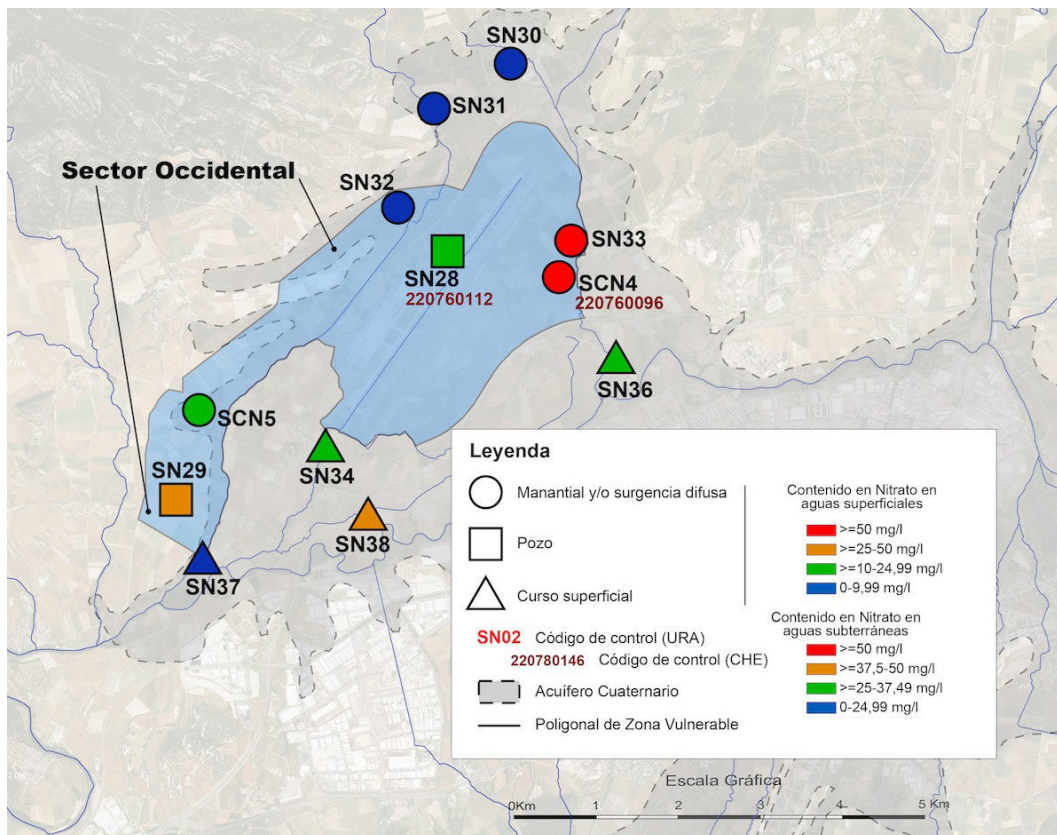 SN30
SN31
Sector Occidental
SN32
SN33
SN28
220760112
SCN4
220760096
SN36
SCN5
SN34
SN29
SN38
SN37
Leyenda
Manantial y/o surgencia difusa
Pozo
Curso superficial
SN02 Código de control (URA)
220780146 Código de control (CHE)
Acuífero Cuaternario
Poligonal de Zona Vulnerable
Contenido en Nitrato en
aguas superficiales
>=50 mg/l
>=25-50 mg/l
>=10-24,99 mg/l
0-9,99 mg/l
Contenido en Nitrato en
aguas subterráneas
>=50 mg/l
>=37,5-50 mg/l
>=25-37,49 mg/l
0-24,99 mg/l
Escala Gráfica
0Km 1 2 3 4 5 Km